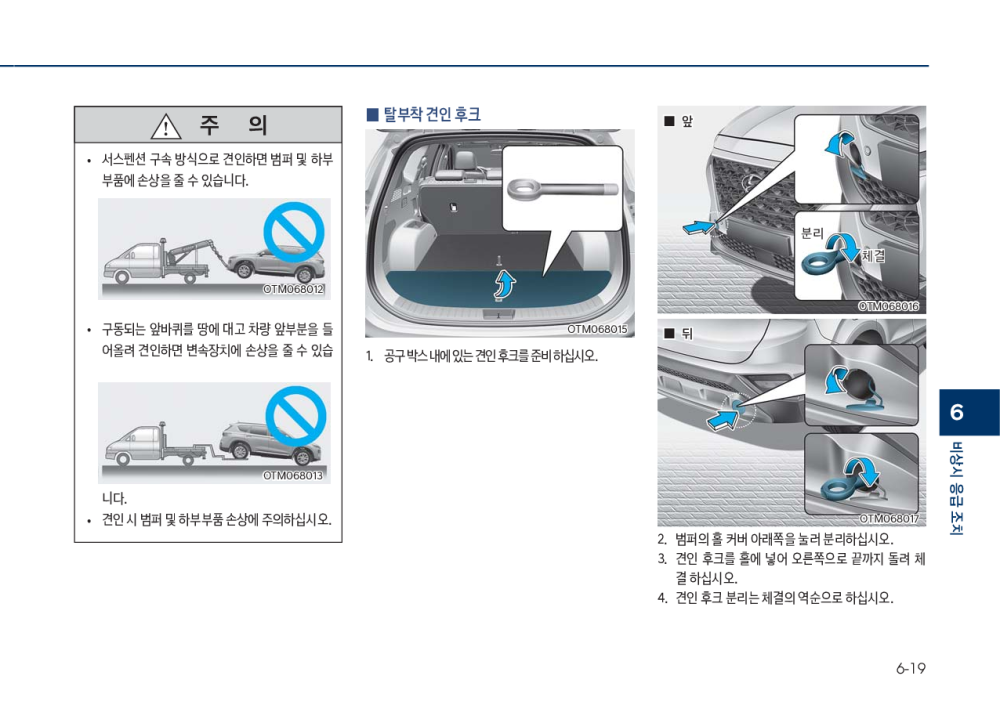 주 의
• 서스펜션 구속 방식으로 견인하면 범퍼 및 하부
부품에 손상을 줄 수 있습니다.
OTM068012
• 구동되는 앞바퀴를 땅에 대고 차량 앞부분을 들
어올려 견인하면 변속장치에 손상을 줄 수 있습
OTM068013
니다.
• 견인 시 범퍼 및 하부부품 손상에 주의하십시오.
■ 탈부착 견인 후크
OTM068015
1. 공구 박스 내에 있는 견인 후크를 준비 하십시오.
■ 앞
분리
체결
OTM068016
■ 뒤
OTM068017
2. 범퍼의 홀 커버 아래쪽을 눌러 분리하십시오.
3. 견인 후크를 홀에 넣어 오른쪽으로 끝까지 돌려 체
결 하십시오.
4. 견인 후크 분리는 체결의 역순으로 하십시오.
6
비상시 응급 조치
6-19